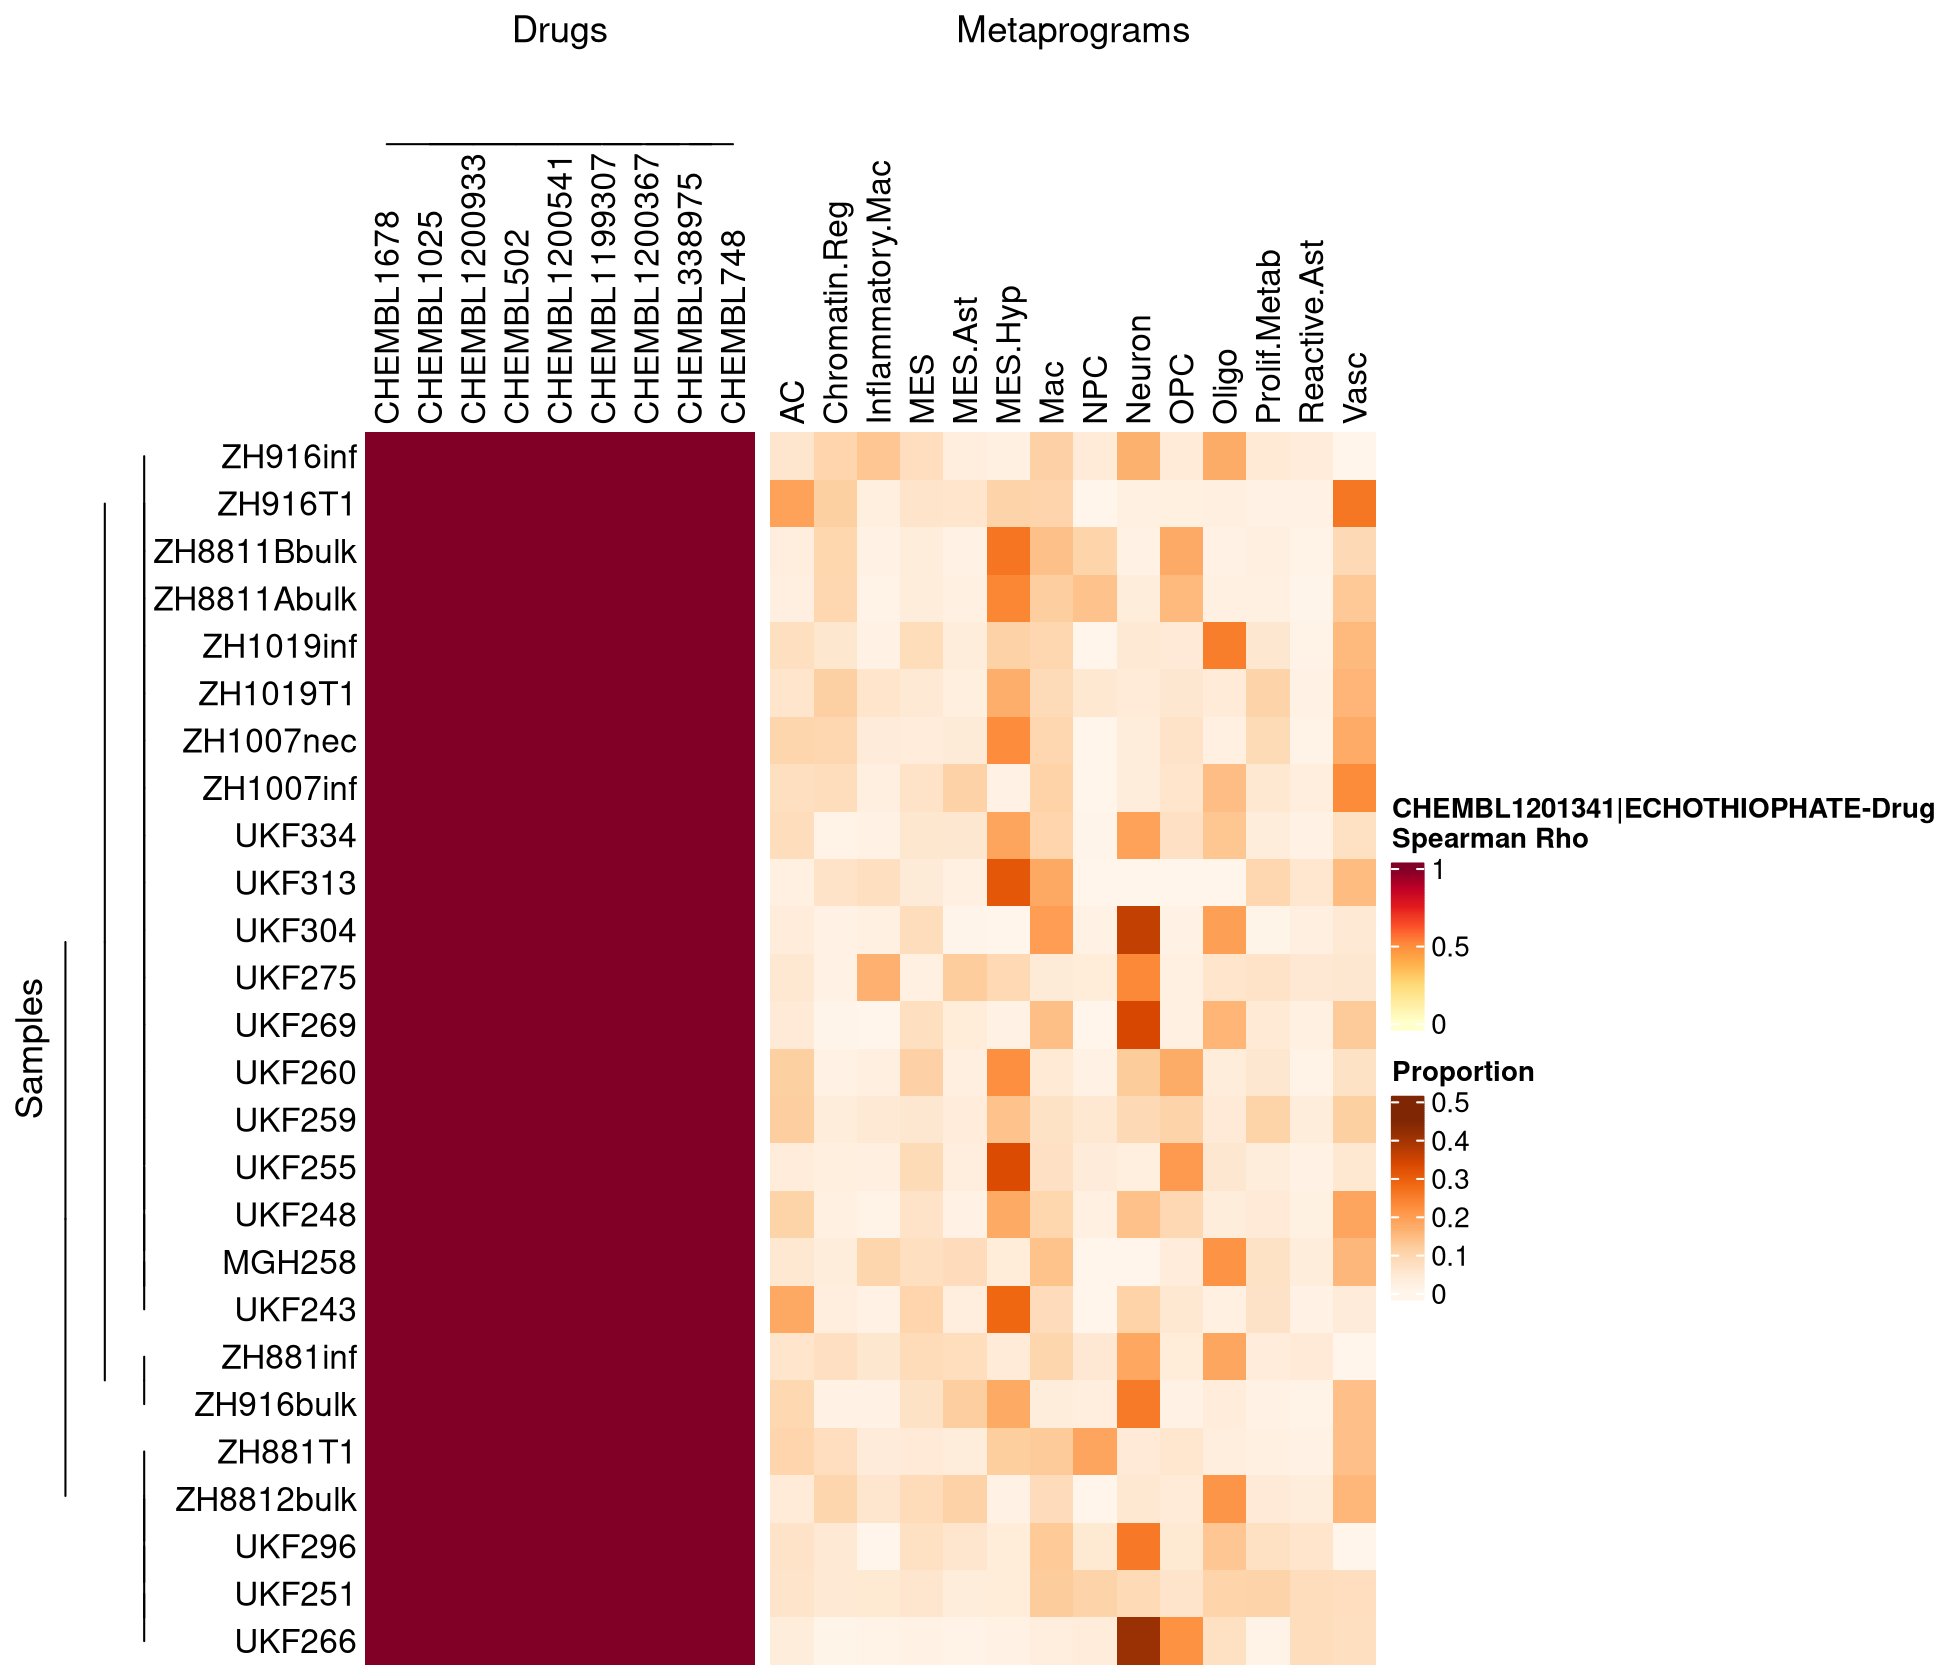 Drugs
Metaprograms
CHEMBL1678
CHEMBL1025
CHEMBL1200933
CHEMBL502
CHEMBL1200541
CHEMBL1199307
CHEMBL1200367
CHEMBL338975
CHEMBL748
AC
Chromatin.Reg
Inflammatory.Mac
MES
MES.Ast
MES.Hyp
Mac
NPC
Neuron
OPC
Oligo
Prolif.Metab
Reactive.Ast
Vasc
Samples
ZH916inf
ZH916T1
ZH8811Bbulk
ZH8811Abulk
ZH1019inf
ZH1019T1
ZH1007nec
ZH1007inf
UKF334
UKF313
UKF304
UKF275
UKF269
UKF260
UKF259
UKF255
UKF248
MGH258
UKF243
ZH881inf
ZH916bulk
ZH881T1
ZH8812bulk
UKF296
UKF251
UKF266
CHEMBL1201341|ECHOTHIOPHATE-Drug
Spearman Rho
1
0.5
0
Proportion
0.5
0.4
0.3
0.2
0.1
0